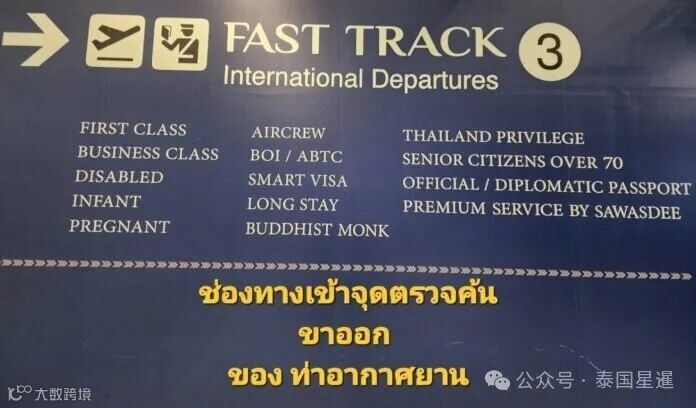 FAST TRACK 3
International Departures
FIRST CLASS
BUSINESS CLASS
DISABLED
INFANT
PREGNANT
AIRCREW
BOI / ABTC
SMART VISA
LONG STAY
BUDDHIST MONK
THAILAND PRIVILEGE
SENIOR CITIZENS OVER 70
OFFICIAL / DIPLOMATIC PASSPORT
PREMIUM SERVICE BY SAWASDEE
ช่องทางเข้าจุดตรวจค้น
ขาออก
ของ ท่าอากาศยาน
大数跨境
公众号 · 泰国星暹